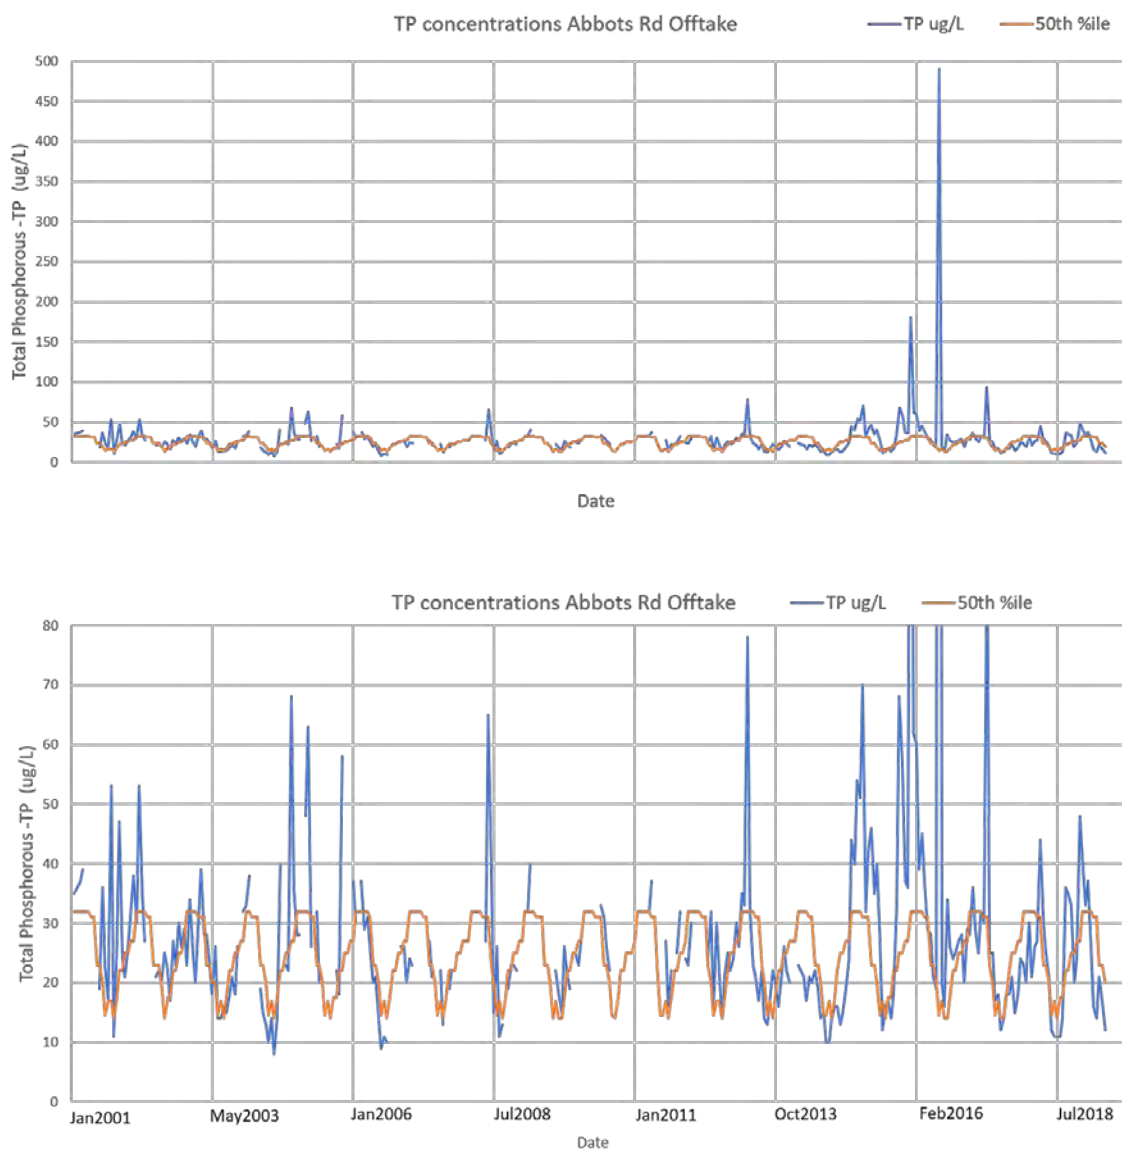 TP concentrations Abbots Rd Offtake TP ug/L 50th %ile
Total Phosphorous -TP (ug/L)
500
450
400
350
300
250
200
150
100
50
0
Date
TP concentrations Abbots Rd Offtake TP ug/L 50th %ile
Total Phosphorous -TP (ug/L)
80
70
60
50
40
30
20
10
0
Jan2001 May2003 Jan2006 Jul2008 Jan2011 Oct2013 Feb2016 Jul2018
Date